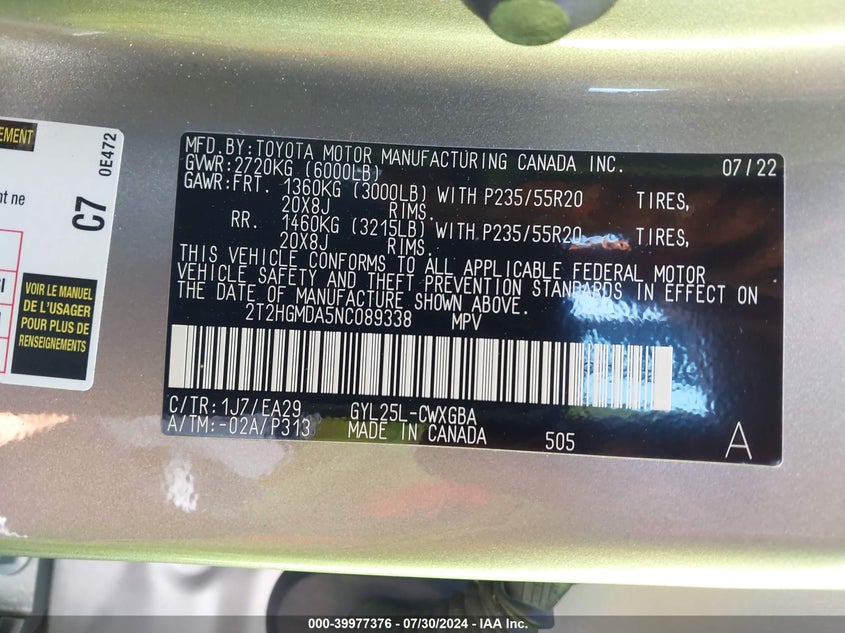 EMENT
0E472
nt ne
C7
SI
VOIR LE MANUEL
DE L'USAGER
POUR PLUS DE
RENSEIGNEMENTS
MFD.BY:TOYOTA MOTOR MANUFACTURING CANADA INC. 07/22
GVWR:2720KG (6000LB)
GAWR:FRT. 1360KG (3000LB) WITH P235/55R20 TIRES,
20X8J RIMS.
RR. 1460KG (3215LB) WITH P235/55R20 TIRES,
20X8J RIMS.
THIS VEHICLE CONFORMS TO ALL APPLICABLE FEDERAL MOTOR
VEHICLE SAFETY AND THEFT PREVENTION STANDARDS IN EFFECT ON
THE DATE OF MANUFACTURE SHOWN ABOVE.
2T2HGMDA5NC089338 MPV
C/TR:1J7/EA29 GYL25L-CWXGBA
A/TM:-02A/P313 MADE IN CANADA 505 A
000-39977376 / 07/30/2024 - IAA Inc.